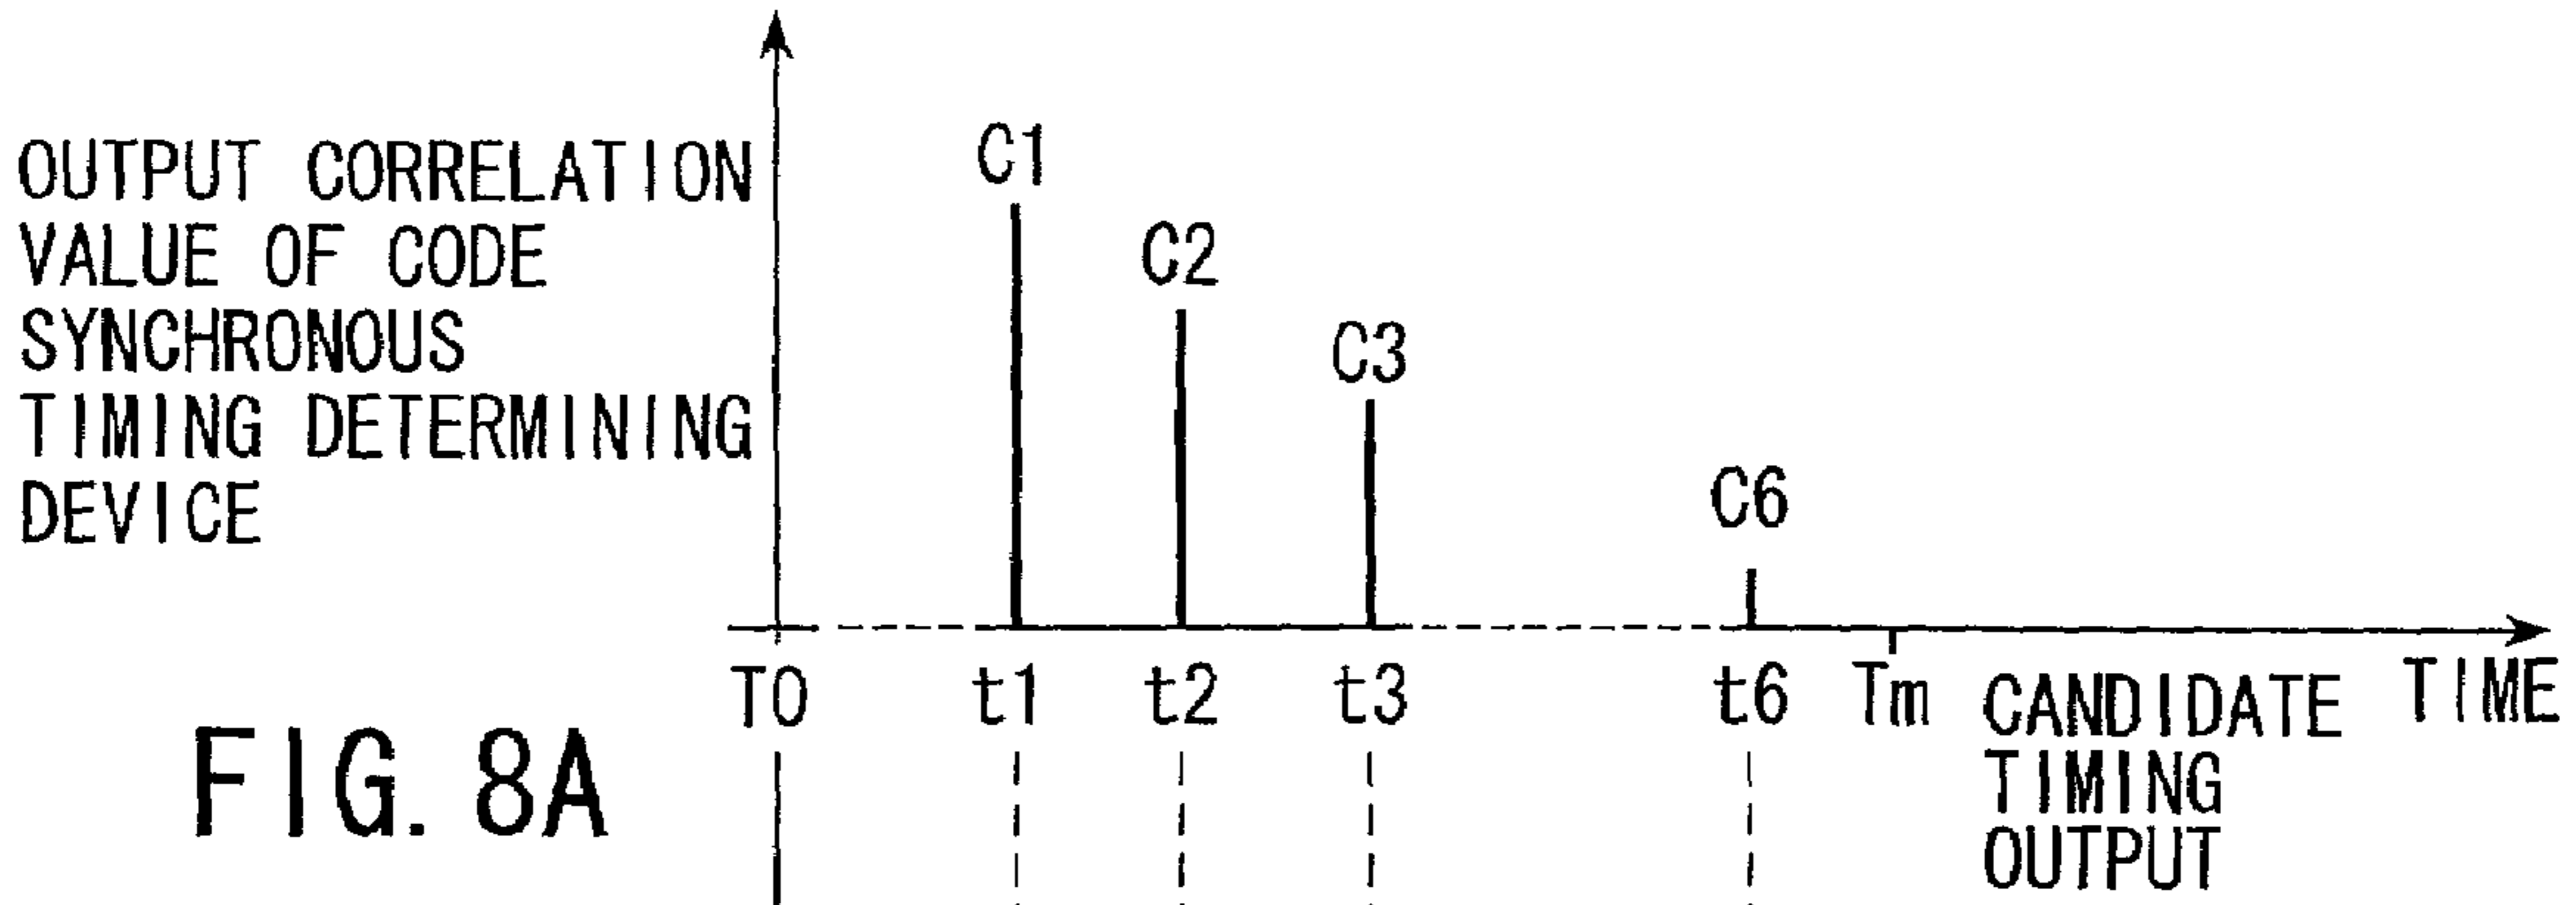 OUTPUT CORRELATION
VALUE OF CODE
SYNCHRONOUS
TIMING DETERMINING
DEVICE
C1
C2
C3
C6
T0
t1
t2
t3
t6
Tm
CANDIDATE
TIMING
OUTPUT
TIME
FIG. 8A